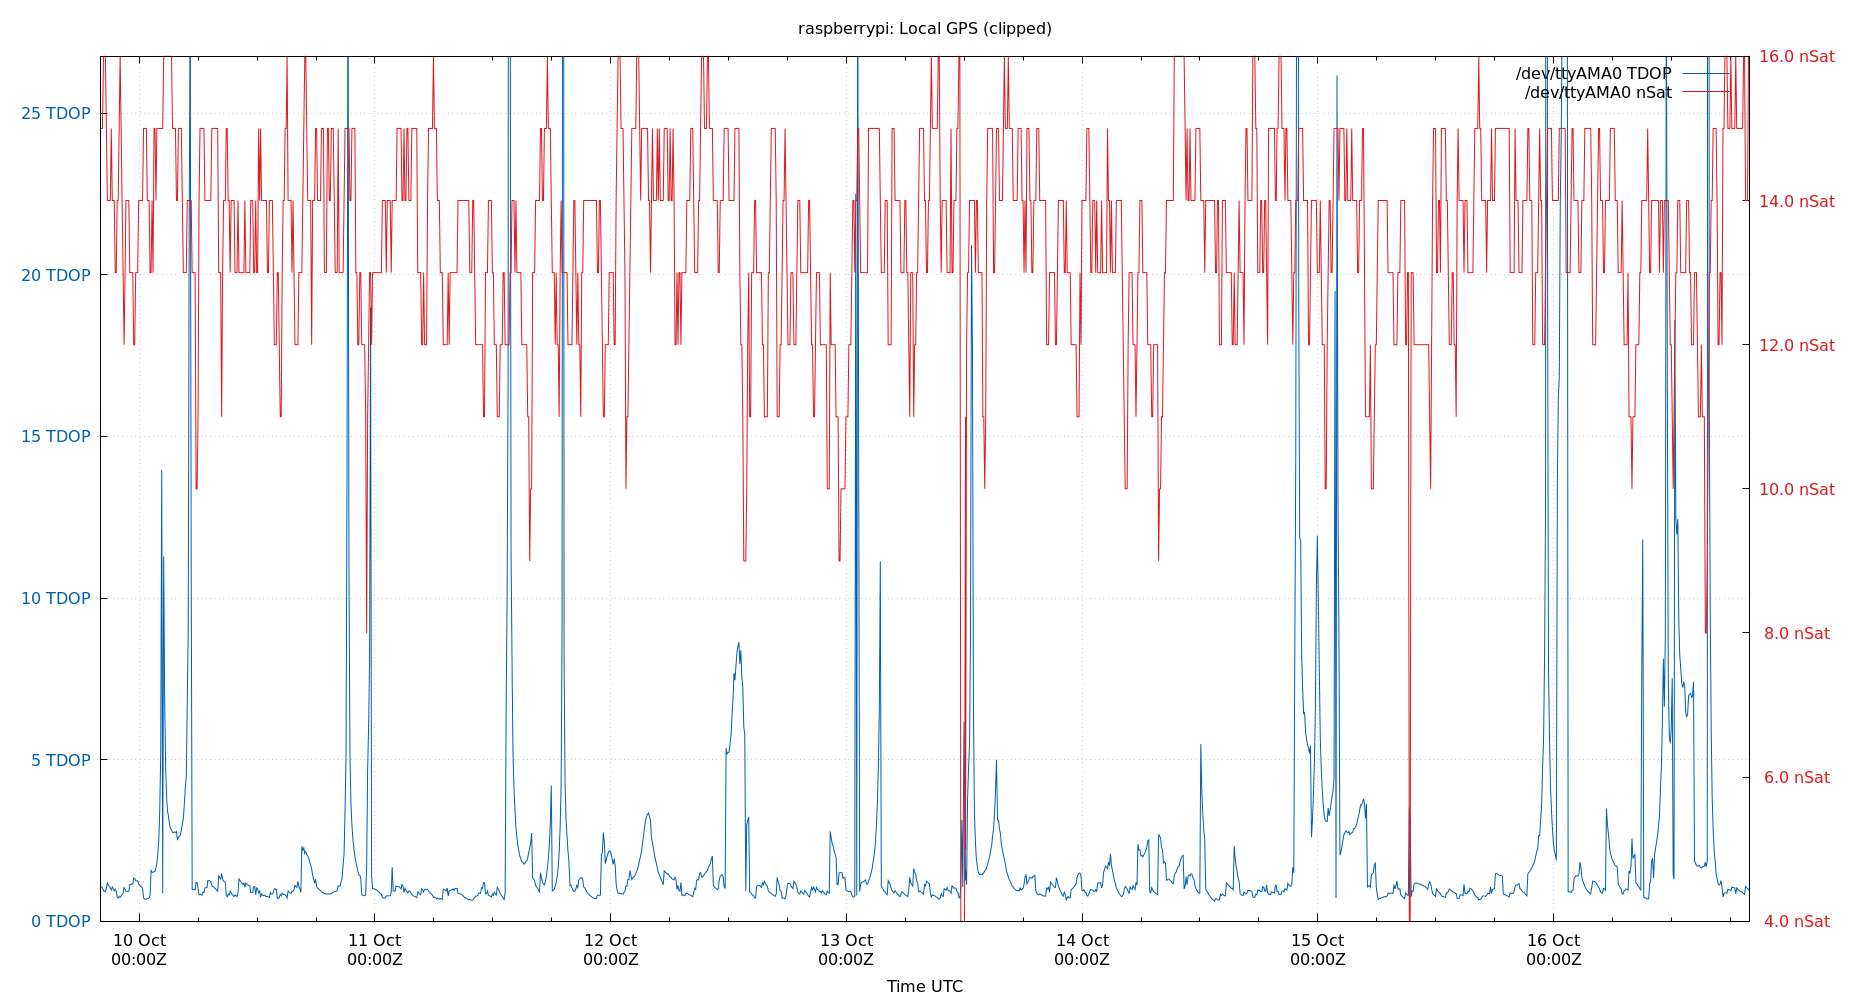 raspberrypi: Local GPS (clipped)
/dev/ttyAMA0 TDOP
/dev/ttyAMA0 nSat
25 TDOP
20 TDOP
15 TDOP
10 TDOP
5 TDOP
0 TDOP
16.0 nSat
14.0 nSat
12.0 nSat
10.0 nSat
8.0 nSat
6.0 nSat
4.0 nSat
10 Oct
00:00Z
11 Oct
00:00Z
12 Oct
00:00Z
13 Oct
00:00Z
14 Oct
00:00Z
15 Oct
00:00Z
16 Oct
00:00Z
Time UTC